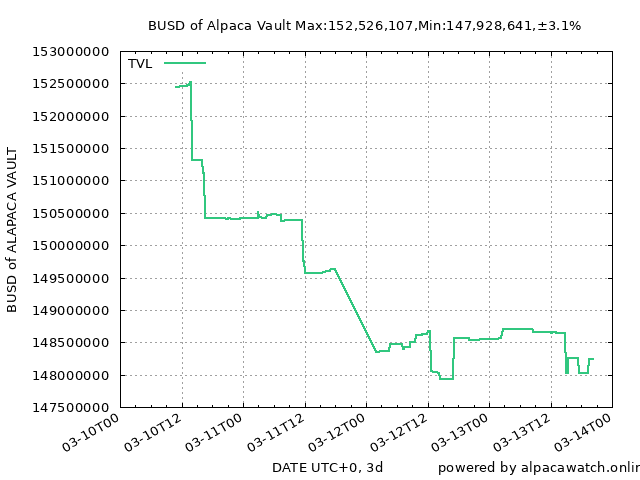 BUSD of Alpaca Vault Max:152,526,107,Min:147,928,641,±3.1%
153000000
TVL
152500000
152000000
151500000
151000000
150500000
150000000
149500000
149000000
148500000
148000000
147500000
BUSD of ALAPACA VAULT
03-10T00
03-10T12
03-11T00
03-11T12
03-12T00
03-12T12
03-13T00
03-13T12
03-14T00
DATE UTC+0, 3d
powered by alpacawatch.onlin